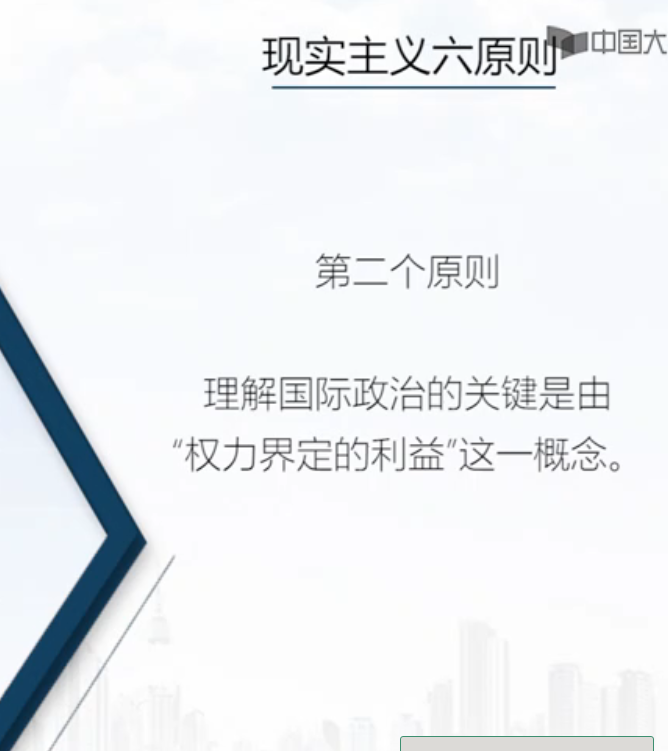 现实主义六原则
中国大
第二个原则
理解国际政治的关键是由
“权力界定的利益”这一概念。